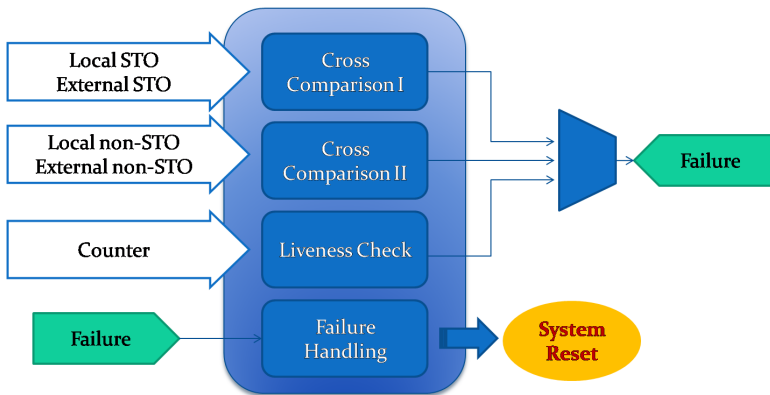 Local STO
External STO
Cross
Comparison I
Local non-STO
External non-STO
Cross
Comparison II
Failure
Counter
Liveness Check
Failure
Failure
Handling
System
Reset